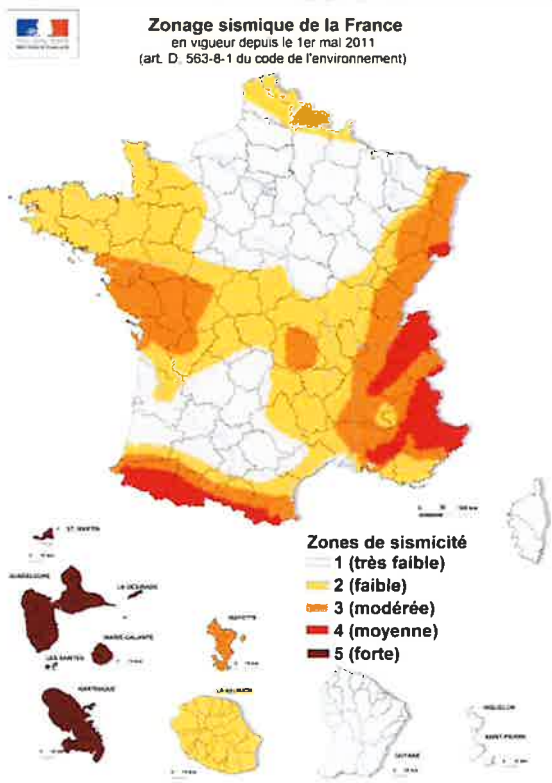 Zonage sismique de la France
en vigueur depuis le 1er mai 2011
(art. D. 563-8-1 du code de l'environnement)
ST. MARTIN
GUADELOUPE
LA DESIRADE
MARIE-GALANTE
LES SAINTES
MARTINIQUE
MAYOTTE
LA REUNION
Zones de sismicité
1 (très faible)
2 (faible)
3 (modérée)
4 (moyenne)
5 (forte)
GUYANE
MIQUELON
SAINT-PIERRE